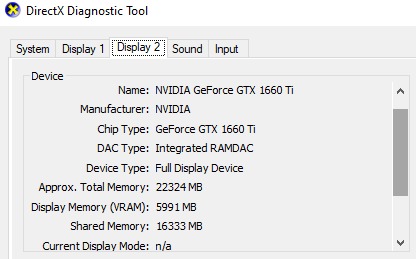 DirectX Diagnostic Tool
System Display 1 Display 2 Sound Input
Device
Name: NVIDIA GeForce GTX 1660 Ti
Manufacturer: NVIDIA
Chip Type: GeForce GTX 1660 Ti
DAC Type: Integrated RAMDAC
Device Type: Full Display Device
Approx. Total Memory: 22324 MB
Display Memory (VRAM): 5991 MB
Shared Memory: 16333 MB
Current Display Mode: n/a